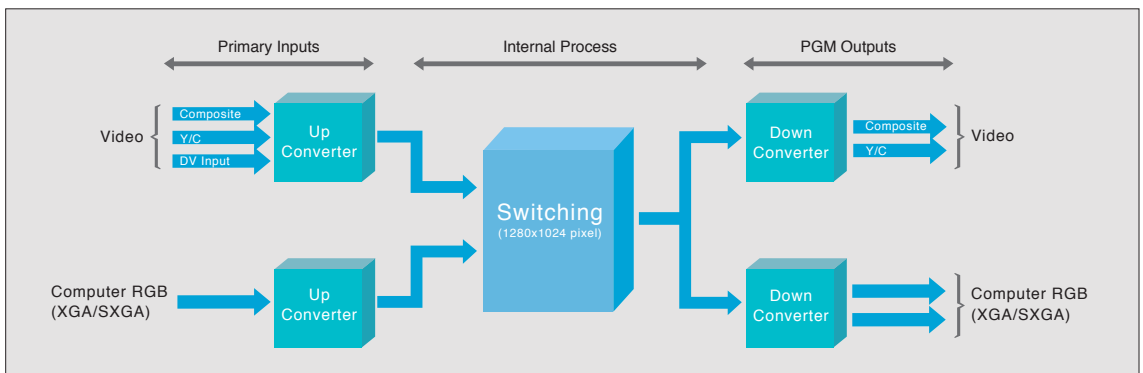 Primary Inputs
Internal Process
PGM Outputs
Video
Composite
Y/C
DV Input
Up
Converter
Switching
(1280x1024 pixel)
Down
Converter
Composite
Y/C
Video
Computer RGB
(XGA/SXGA)
Up
Converter
Down
Converter
Computer RGB
(XGA/SXGA)